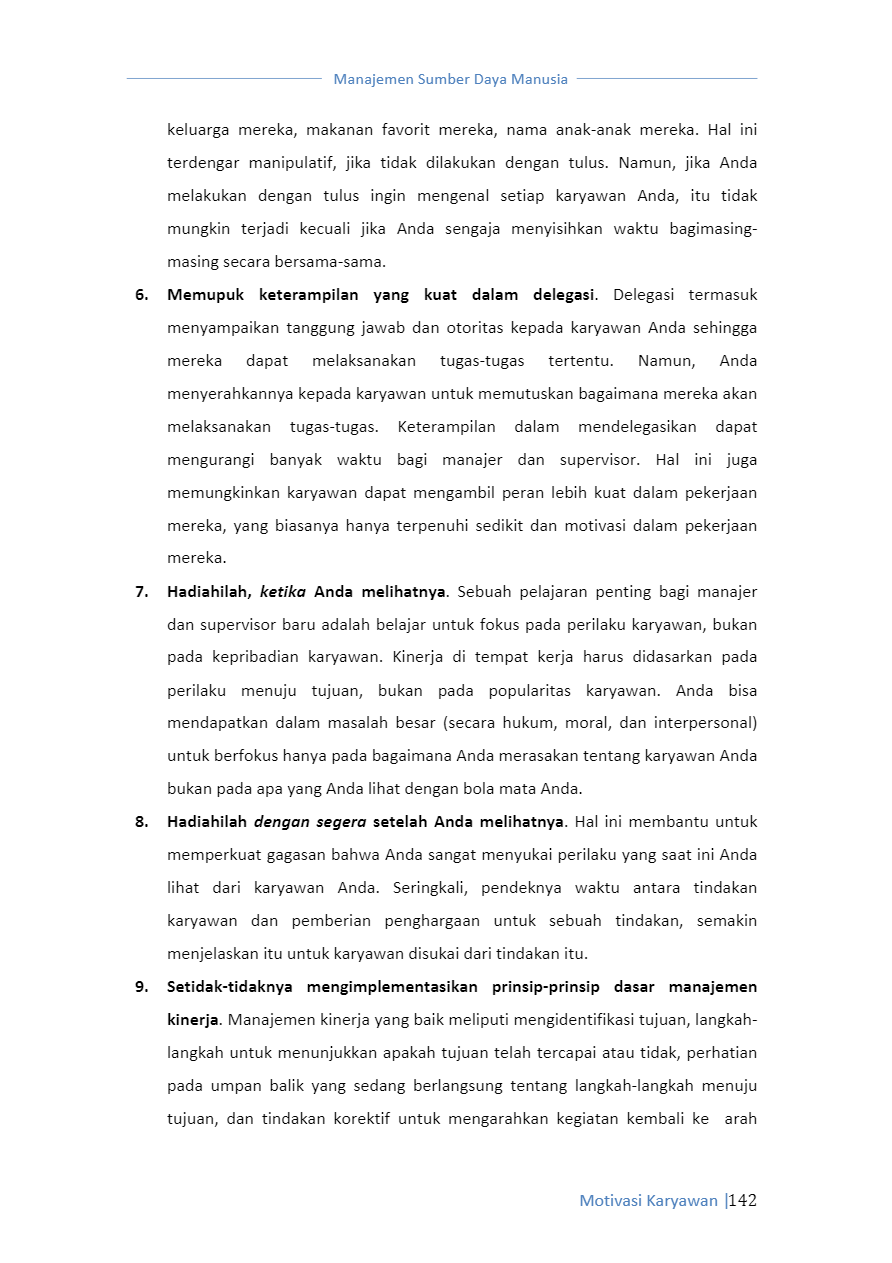 Manajemen Sumber Daya Manusia
keluarga mereka, makanan favorit mereka, nama anak-anak mereka. Hal ini
terdengar manipulatif, jika tidak dilakukan dengan tulus. Namun, jika Anda
melakukan dengan tulus ingin mengenal setiap karyawan Anda, itu tidak
mungkin terjadi kecuali jika Anda sengaja menyisihkan waktu bagimasing-
masing secara bersama-sama.
6. Memupuk keterampilan yang kuat dalam delegasi. Delegasi termasuk
menyampaikan tanggung jawab dan otoritas kepada karyawan Anda sehingga
mereka dapat melaksanakan tugas-tugas tertentu. Namun, Anda
menyerahkannya kepada karyawan untuk memutuskan bagaimana mereka akan
melaksanakan tugas-tugas. Keterampilan dalam mendelegasikan dapat
mengurangi banyak waktu bagi manajer dan supervisor. Hal ini juga
memungkinkan karyawan dapat mengambil peran lebih kuat dalam pekerjaan
mereka, yang biasanya hanya terpenuhi sedikit dan motivasi dalam pekerjaan
mereka.
7. Hadiahilah, ketika Anda melihatnya. Sebuah pelajaran penting bagi manajer
dan supervisor baru adalah belajar untuk fokus pada perilaku karyawan, bukan
pada kepribadian karyawan. Kinerja di tempat kerja harus didasarkan pada
perilaku menuju tujuan, bukan pada popularitas karyawan. Anda bisa
mendapatkan dalam masalah besar (secara hukum, moral, dan interpersonal)
untuk berfokus hanya pada bagaimana Anda merasakan tentang karyawan Anda
bukan pada apa yang Anda lihat dengan bola mata Anda.
8. Hadiahilah dengan segera setelah Anda melihatnya. Hal ini membantu untuk
memperkuat gagasan bahwa Anda sangat menyukai perilaku yang saat ini Anda
lihat dari karyawan Anda. Seringkali, pendeknya waktu antara tindakan
karyawan dan pemberian penghargaan untuk sebuah tindakan, semakin
menjelaskan itu untuk karyawan disukai dari tindakan itu.
9. Setidak-tidaknya mengimplementasikan prinsip-prinsip dasar manajemen
kinerja. Manajemen kinerja yang baik meliputi mengidentifikasi tujuan, langkah-
langkah untuk menunjukkan apakah tujuan telah tercapai atau tidak, perhatian
pada umpan balik yang sedang berlangsung tentang langkah-langkah menuju
tujuan, dan tindakan korektif untuk mengarahkan kegiatan kembali ke arah
Motivasi Karyawan |142